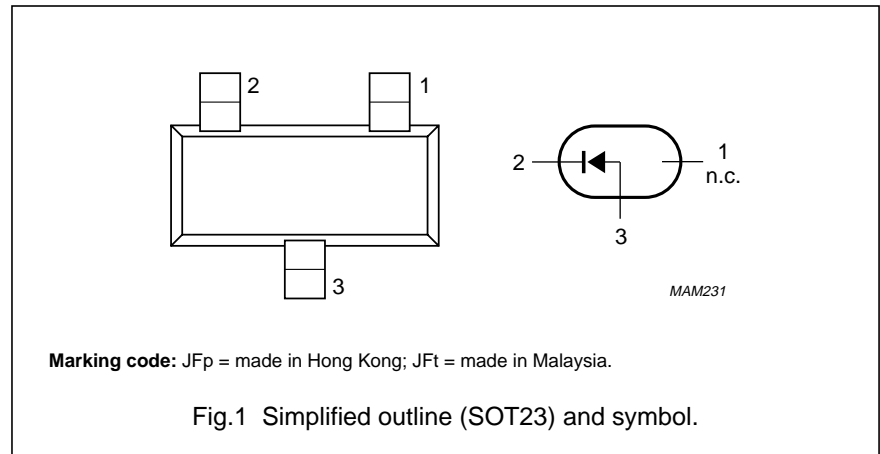 2
1
3
2
1
n.c.
3
MAM231
Marking code: JFp = made in Hong Kong; JFt = made in Malaysia.
Fig.1 Simplified outline (SOT23) and symbol.